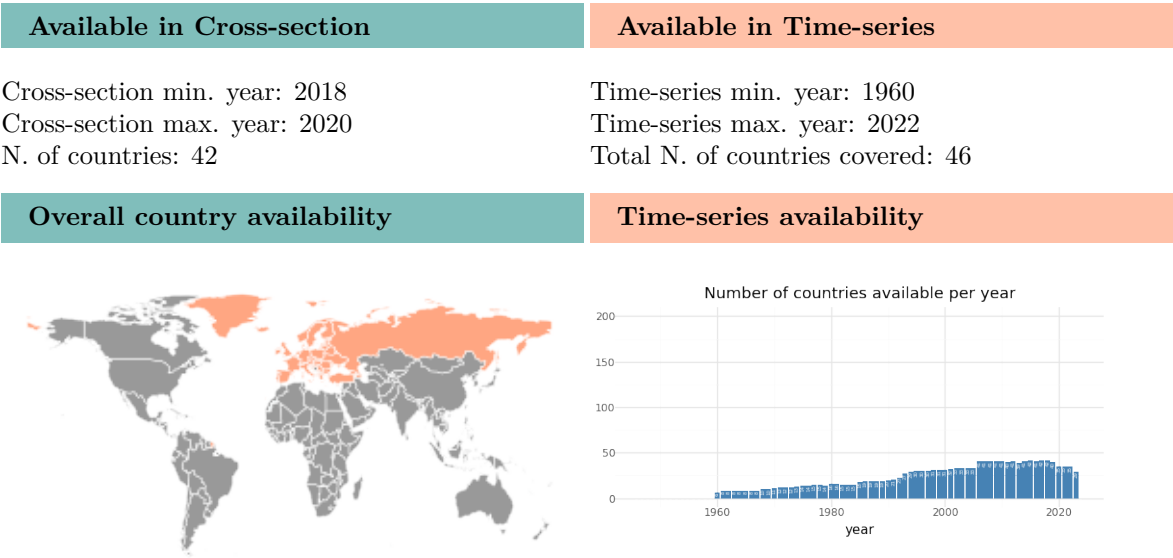 Available in Cross-section
Available in Time-series
Cross-section min. year: 2018
Cross-section max. year: 2020
N. of countries: 42
Time-series min. year: 1960
Time-series max. year: 2022
Total N. of countries covered: 46
Overall country availability
Time-series availability
Number of countries available per year
200
150
100
50
0
1960
1980
2000
2020
year